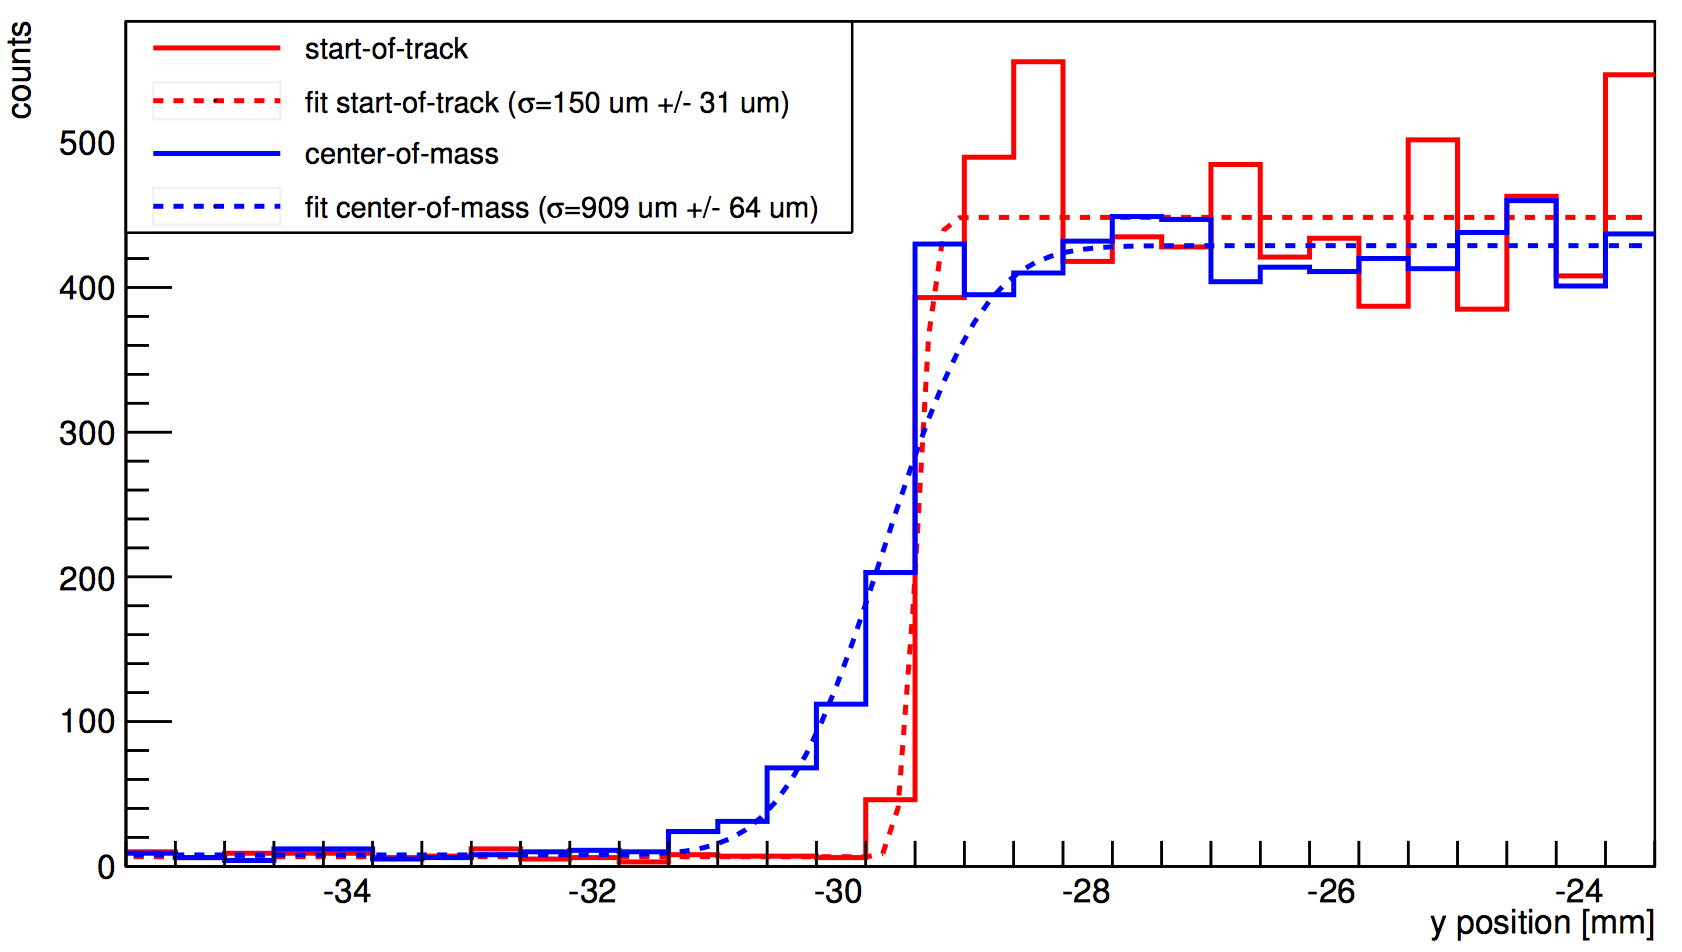 counts
start-of-track
fit start-of-track (σ=150 um +/- 31 um)
center-of-mass
fit center-of-mass (σ=909 um +/- 64 um)
500
400
300
200
100
0
-34 -32 -30 -28 -26 -24
y position [mm]